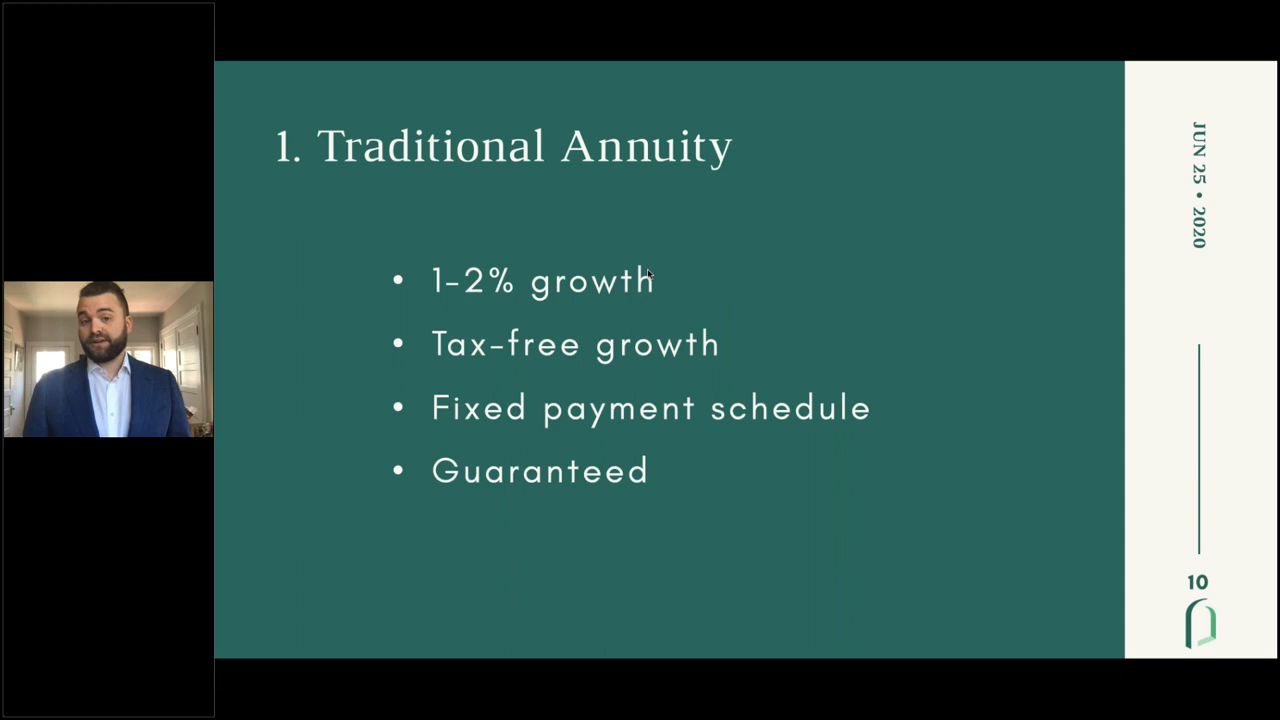 1. Traditional Annuity
• 1-2% growth
• Tax-free growth
• Fixed payment schedule
• Guaranteed
JUN 25 • 2020
10